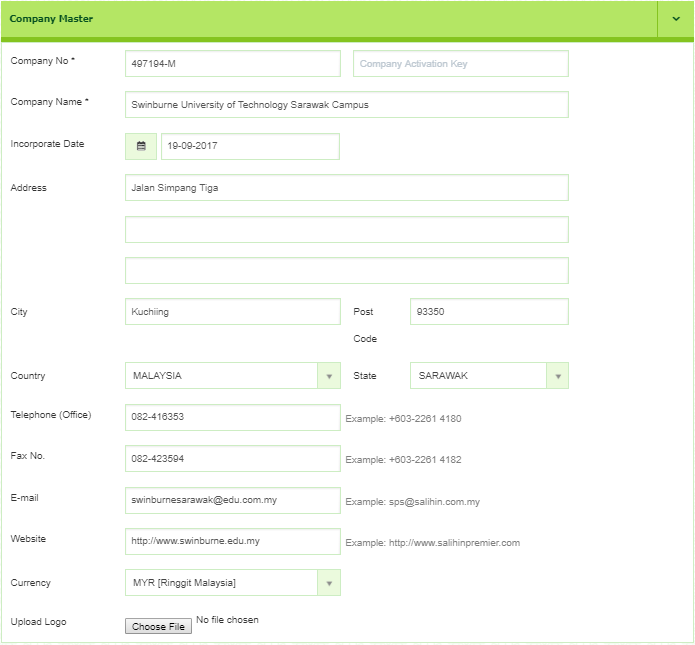 Company Master
Company No * 497194-M Company Activation Key
Company Name * Swinburne University of Technology Sarawak Campus
Incorporate Date 19-09-2017
Address Jalan Simpang Tiga
City Kuchiing Post Code 93350
Country MALAYSIA State SARAWAK
Telephone (Office) 082-416353 Example: +603-2261 4180
Fax No. 082-423594 Example: +603-2261 4182
E-mail swinburnesarawak@edu.com.my Example: sps@salihin.com.my
Website http://www.swinburne.edu.my Example: http://www.salihinpremier.com
Currency MYR [Ringgit Malaysia]
Upload Logo Choose File No file chosen